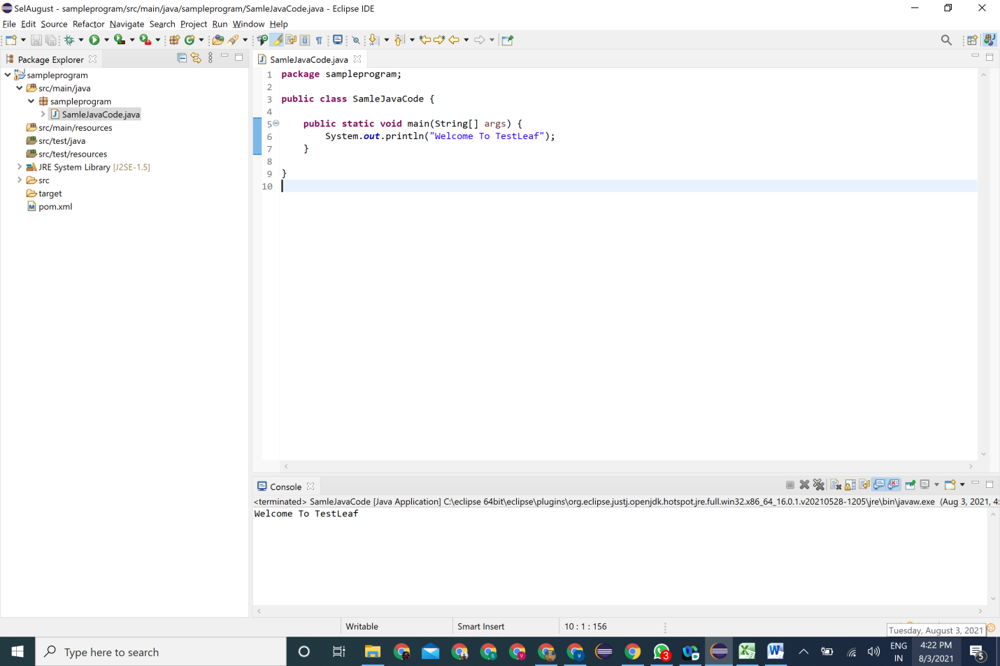 SelAugust - sampleprogram/src/main/java/sampleprogram/SamleJavaCode.java - Eclipse IDE
File Edit Source Refactor Navigate Search Project Run Window Help
Package Explorer
sampleprogram
src/main/java
sampleprogram
SamleJavaCode.java
src/main/resources
src/test/java
src/test/resources
JRE System Library [J2SE-1.5]
src
target
pom.xml
SamleJavaCode.java
1 package sampleprogram;
2
3 public class SamleJavaCode {
4
5 public static void main(String[] args) {
6 System.out.println("Welcome To TestLeaf");
7 }
8
9 }
10
Console
<terminated> SamleJavaCode [Java Application] C:\eclipse 64bit\eclipse\plugins\org.eclipse.justj.openjdk.hotspot.jre.full.win32.x86_64_16.0.1.v20210528-1205\jre\bin\javaw.exe (Aug 3, 2021, 4:
Welcome To TestLeaf
Writable Smart Insert 10 : 1 : 156
Tuesday, August 3, 2021
Type here to search
3
ENG
IN
4:22 PM
8/3/2021
5